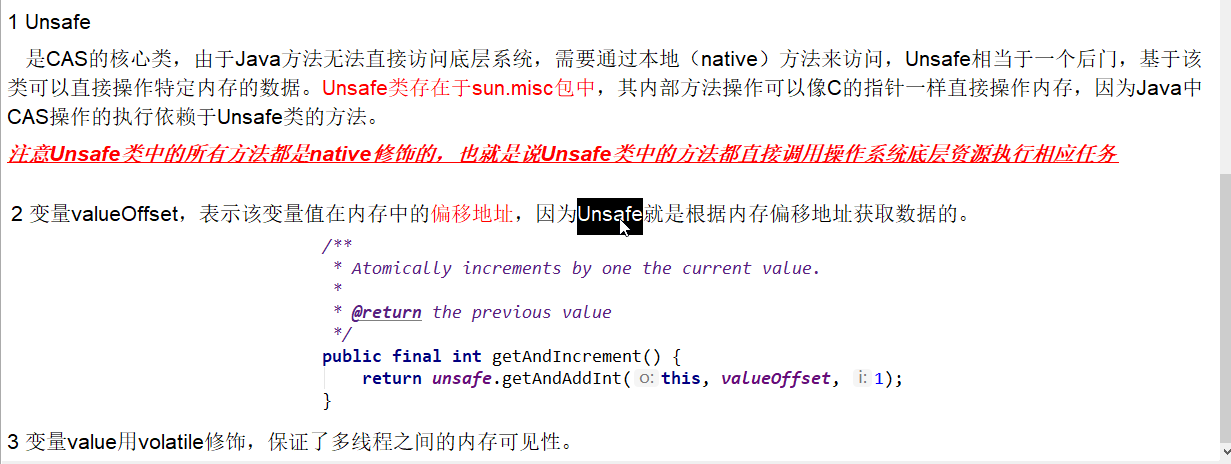 1 Unsafe
是CAS的核心类，由于Java方法无法直接访问底层系统，需要通过本地（native）方法来访问，Unsafe相当于一个后门，基于该
类可以直接操作特定内存的数据。Unsafe类存在于sun.misc包中，其内部方法操作可以像C的指针一样直接操作内存，因为Java中
CAS操作的执行依赖于Unsafe类的方法。
注意Unsafe类中的所有方法都是native修饰的，也就是说Unsafe类中的方法都直接调用操作系统底层资源执行相应任务
2 变量valueOffset，表示该变量值在内存中的偏移地址，因为Unsafe就是根据内存偏移地址获取数据的。
/**
* Atomically increments by one the current value.
*
* @return the previous value
*/
public final int getAndIncrement() {
return unsafe.getAndAddInt( o: this, valueOffset, i: 1);
}
3 变量value用volatile修饰，保证了多线程之间的内存可见性。